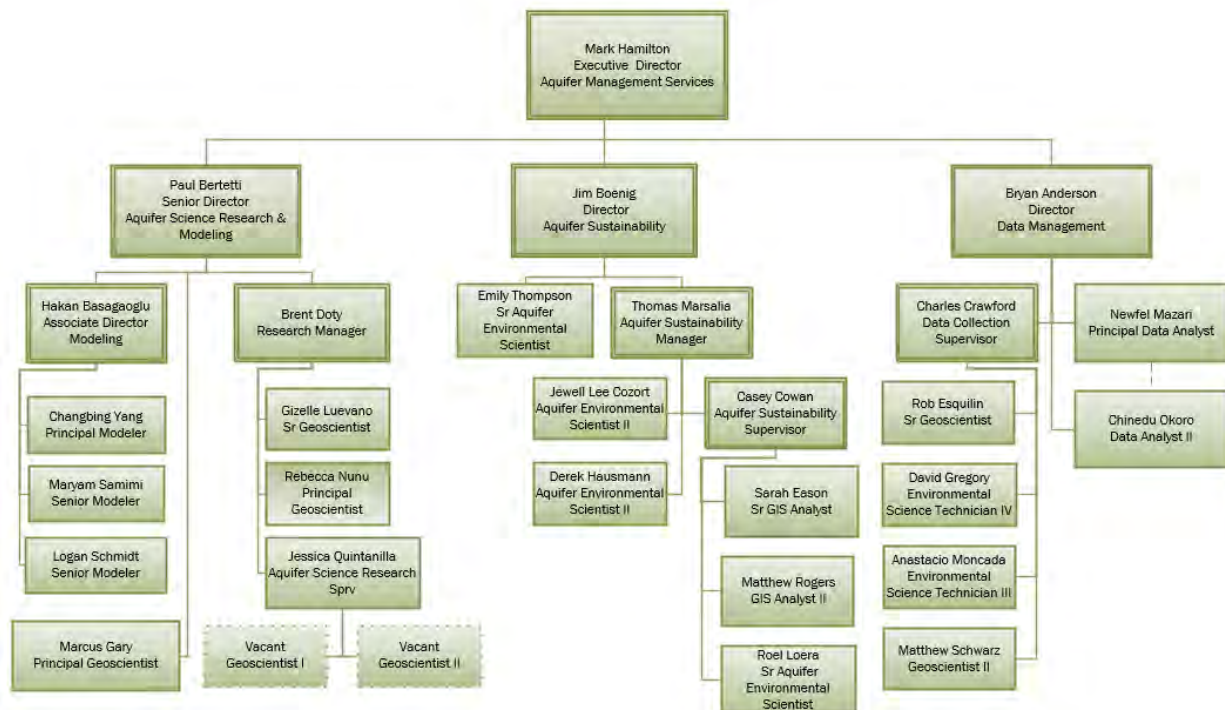 Mark Hamilton
Executive Director
Aquifer Management Services
Paul Bertetti
Senior Director
Aquifer Science Research &
Modeling
Jim Boenig
Director
Aquifer Sustainability
Bryan Anderson
Director
Data Management
Hakan Basagaoglu
Associate Director
Modeling
Brent Doty
Research Manager
Emily Thompson
Sr Aquifer
Environmental
Scientist
Thomas Marsalia
Aquifer Sustainability
Manager
Charles Crawford
Data Collection
Supervisor
Newfel Mazari
Principal Data Analyst
Changbing Yang
Principal Modeler
Gizelle Luevano
Sr Geoscientist
Jewell Lee Cozort
Aquifer Environmental
Scientist II
Casey Cowan
Aquifer Sustainability
Supervisor
Rob Esquilin
Sr Geoscientist
Chinedu Okoro
Data Analyst II
Maryam Samimi
Senior Modeler
Rebecca Nunu
Principal
Geoscientist
Derek Hausmann
Aquifer Environmental
Scientist II
Sarah Eason
Sr GIS Analyst
David Gregory
Environmental
Science Technician IV
Logan Schmidt
Senior Modeler
Jessica Quintanilla
Aquifer Science Research
Sprv
Matthew Rogers
GIS Analyst II
Anastacio Moncada
Environmental
Science Technician III
Marcus Gary
Principal Geoscientist
Vacant
Geoscientist I
Vacant
Geoscientist II
Roel Loera
Sr Aquifer
Environmental
Scientist
Matthew Schwarz
Geoscientist II